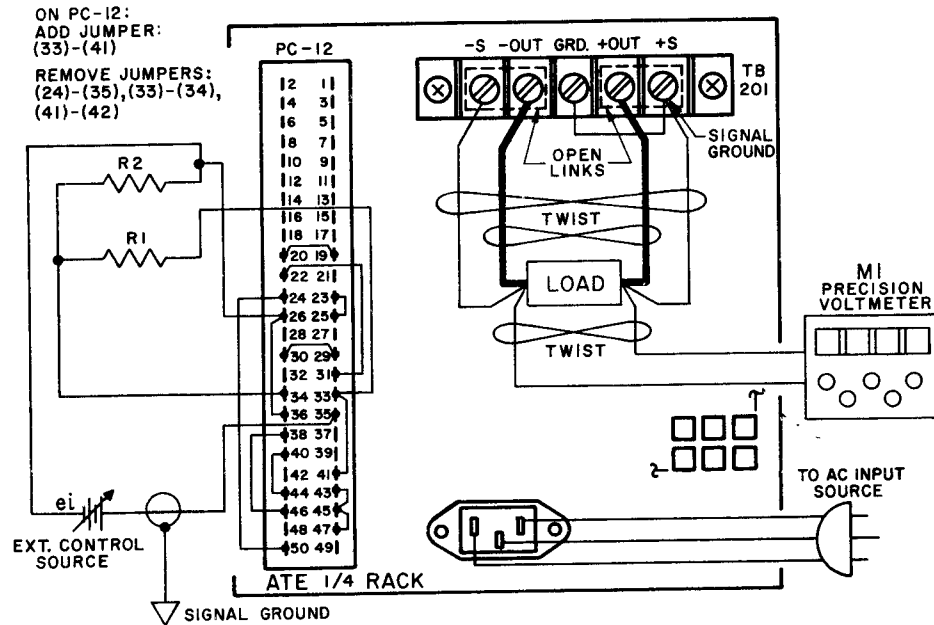 ON PC-12:
ADD JUMPER:
(33)-(41)
REMOVE JUMPERS:
(24)-(35),(33)-(34),
(41)-(42)
R2
R1
ei
EXT. CONTROL
SOURCE
SIGNAL GROUND
PC-12
2 1
4 3
6 5
8 7
10 9
12 11
14 13
16 15
18 17
20 19
22 21
24 23
26 25
28 27
30 29
32 31
34 33
36 35
38 37
40 39
42 41
44 43
46 45
48 47
50 49
ATE 1/4 RACK
-S -OUT GRD. +OUT +S
TB
201
SIGNAL
GROUND
OPEN
LINKS
TWIST
LOAD
TWIST
M1
PRECISION
VOLTMETER
TO AC INPUT
SOURCE